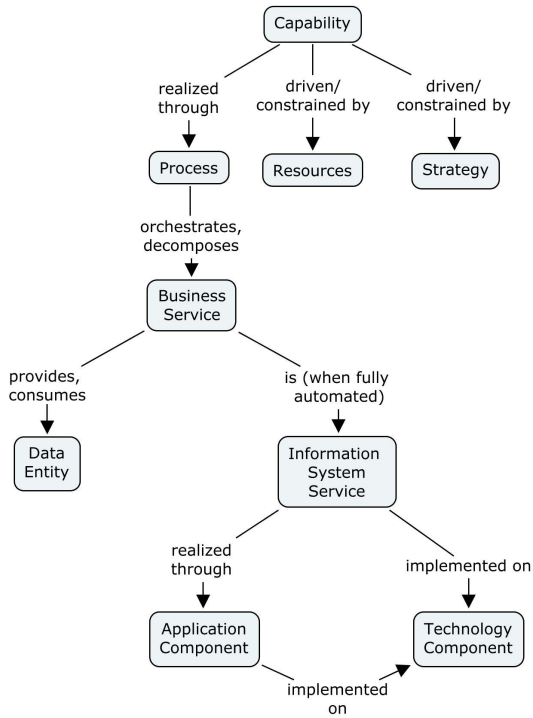 Capability
realized
through
driven/
constrained by
driven/
constrained by
Process
Resources
Strategy
orchestrates,
decomposes
Business
Service
provides,
consumes
is (when fully
automated)
Data
Entity
Information
System
Service
realized
through
implemented on
Application
Component
Technology
Component
implemented
on